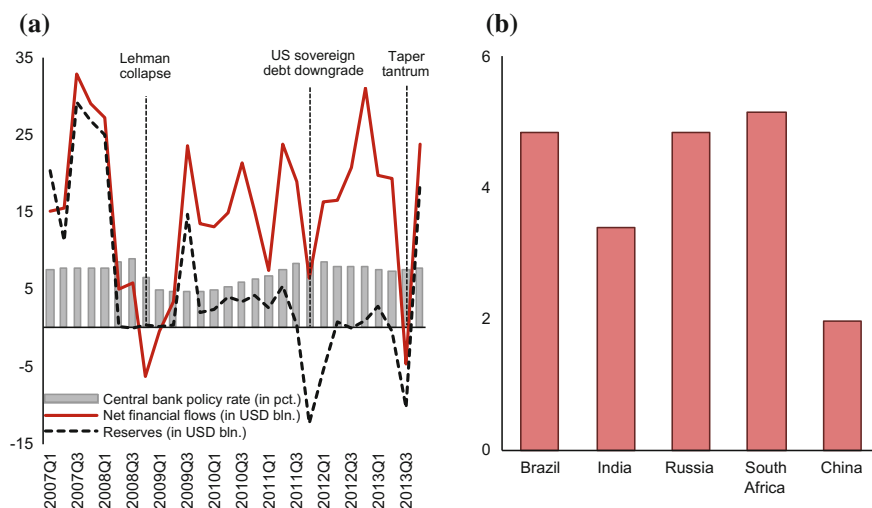 (a)
35
25
15
5
-5
-15
Lehman
collapse
US sovereign
debt downgrade
Taper
tantrum
Central bank policy rate (in pct.)
Net financial flows (in USD bln.)
Reserves (in USD bln.)
2007Q1
2007Q3
2008Q1
2008Q3
2009Q1
2009Q3
2010Q1
2010Q3
2011Q1
2011Q3
2012Q1
2012Q3
2013Q1
2013Q3
(b)
6
4
2
0
Brazil
India
Russia
South
Africa
China